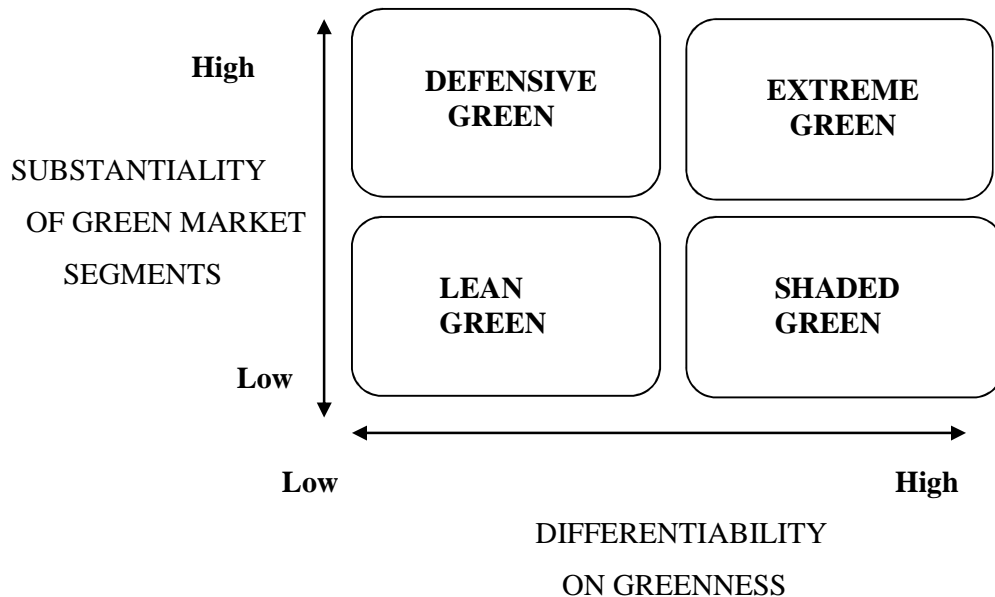 High
DEFENSIVE
GREEN
EXTREME
GREEN
SUBSTANTIALITY
OF GREEN MARKET
SEGMENTS
LEAN
GREEN
SHADED
GREEN
Low
Low
High
DIFFERENTIABILITY
ON GREENNESS